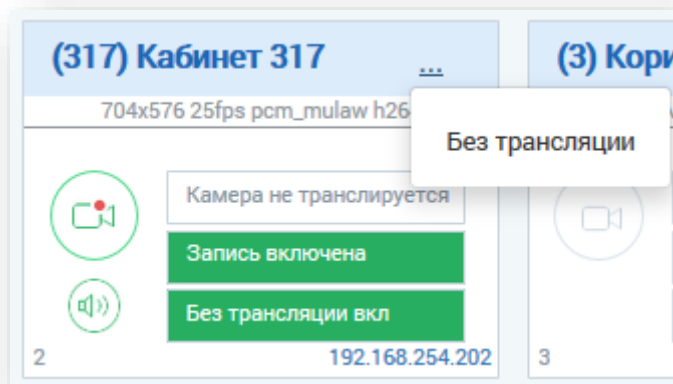 (317) Кабинет 317 ...
(3) Кори
704x576 25fps pcm_mulaw h26
Без трансляции
Камера не транслируется
Запись включена
Без трансляции вкл
2
192.168.254.202
3